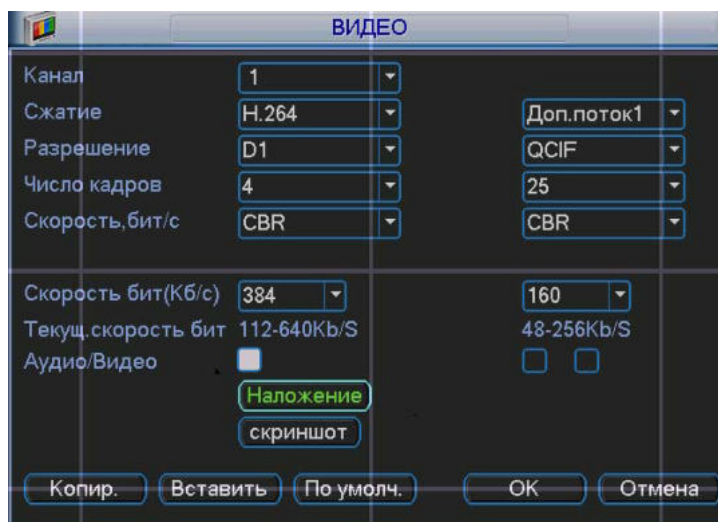 ВИДЕО
Канал 1
Сжатие H.264 Доп.поток1
Разрешение D1 QCIF
Число кадров 4 25
Скорость,бит/с CBR CBR
Скорость бит(Кб/с) 384 160
Текущ.скорость бит 112-640Kb/S 48-256Kb/S
Аудио/Видео
Наложение
скриншот
Копир. Вставить По умолч. OK Отмена